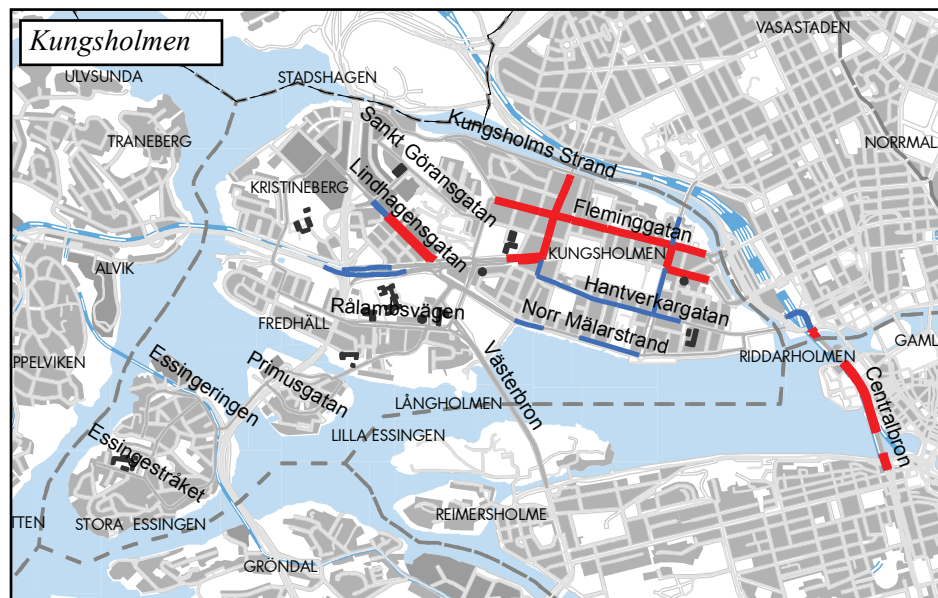 Kungsholmen
VASASTADEN
ULVSUNDA
STADSHAGEN
TRANEBERG
Kungsholms Strand
NORRMAL
Sankt Göransgatan
KRISTINEBERG
Lindhagensgatan
Fleminggatan
KUNGSHOLMEN
ALVIK
Hantverkargatan
Rålambsvägen
Norr Mälarstrand
FREDHÄLL
GAML
RIDDARHOLMEN
PPELVIKEN
Essingeringen
Primusgatan
Västerbron
Centralbron
LÅNGHOLMEN
LILLA ESSINGEN
Essingestråket
REIMERSHOLME
TTEN
STORA ESSINGEN
GRÖNDAL